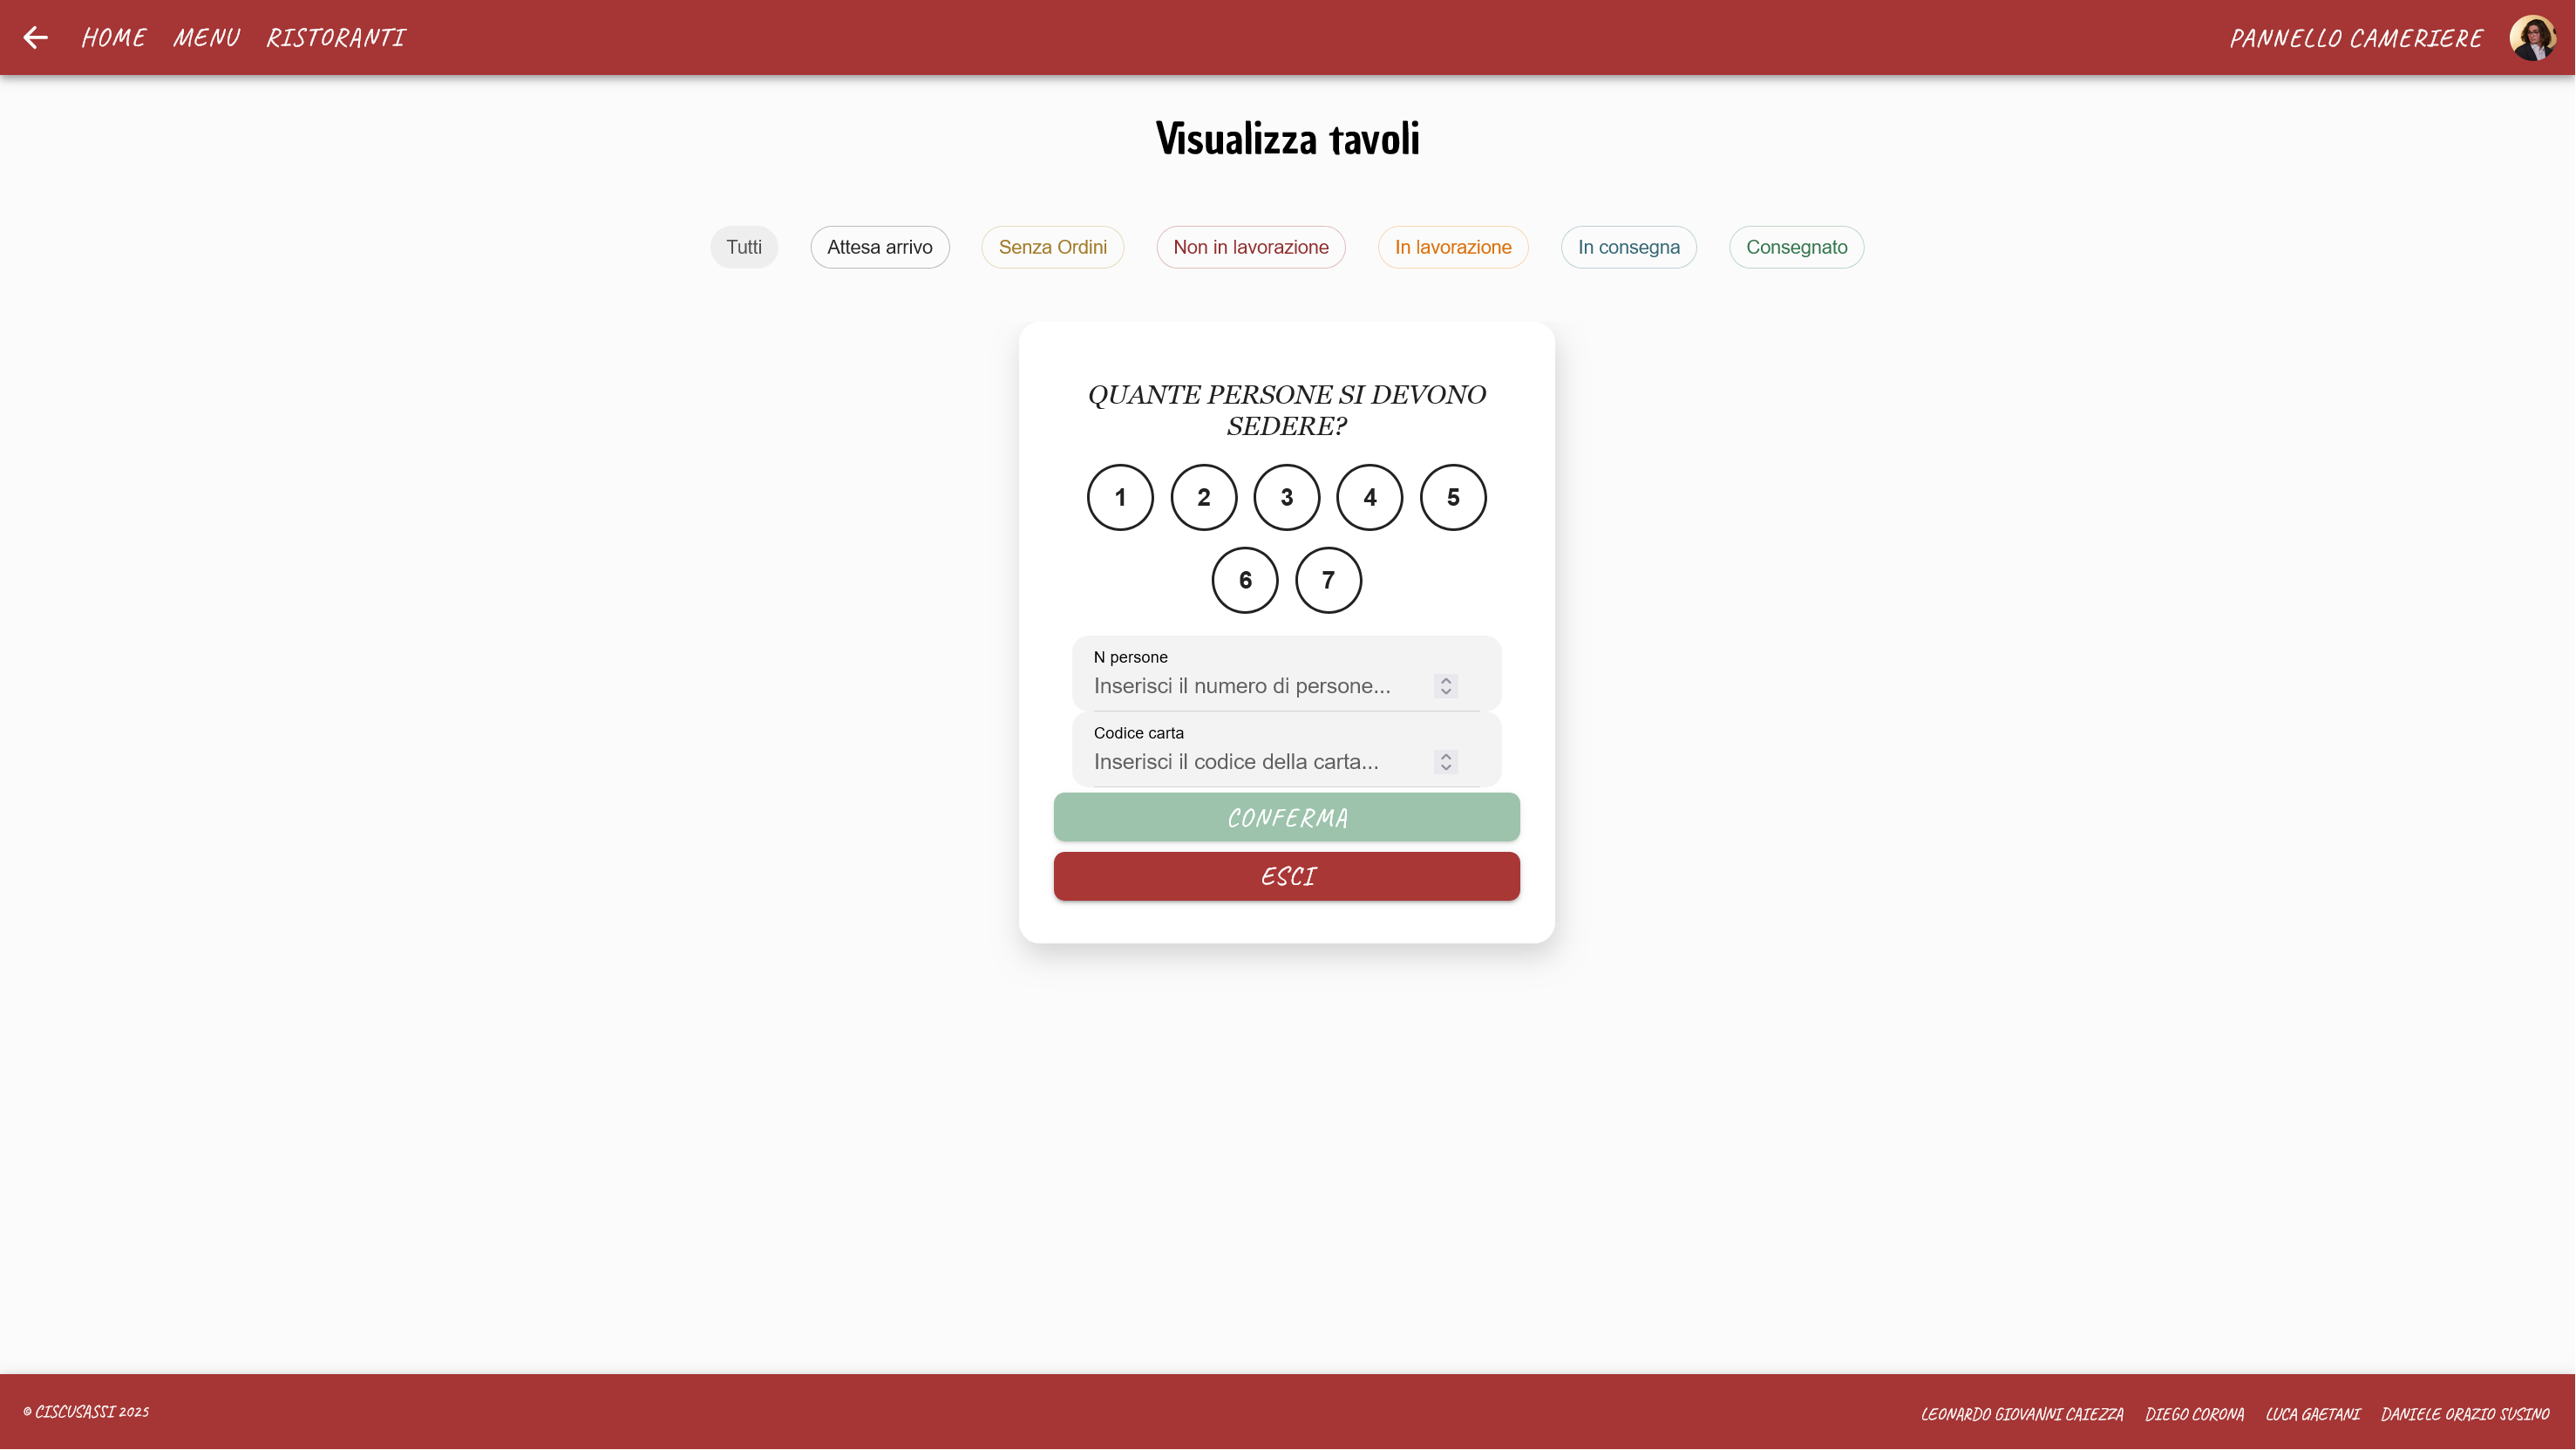 HOME MENU RISTORANTI PANNELLO CAMERIERE
Visualizza tavoli
Tutti Attesa arrivo Senza Ordini Non in lavorazione In lavorazione In consegna Consegnato
QUANTE PERSONE SI DEVONO
SEDERE?
1 2 3 4 5
6 7
N persone
Inserisci il numero di persone...
Codice carta
Inserisci il codice della carta...
CONFERMA
ESCI
© CISCUSASSI 2025 LEONARDO GIOVANNI CAIEZZA DIEGO CORONA LUCA GAETANI DANIELE ORAZIO SUSINO